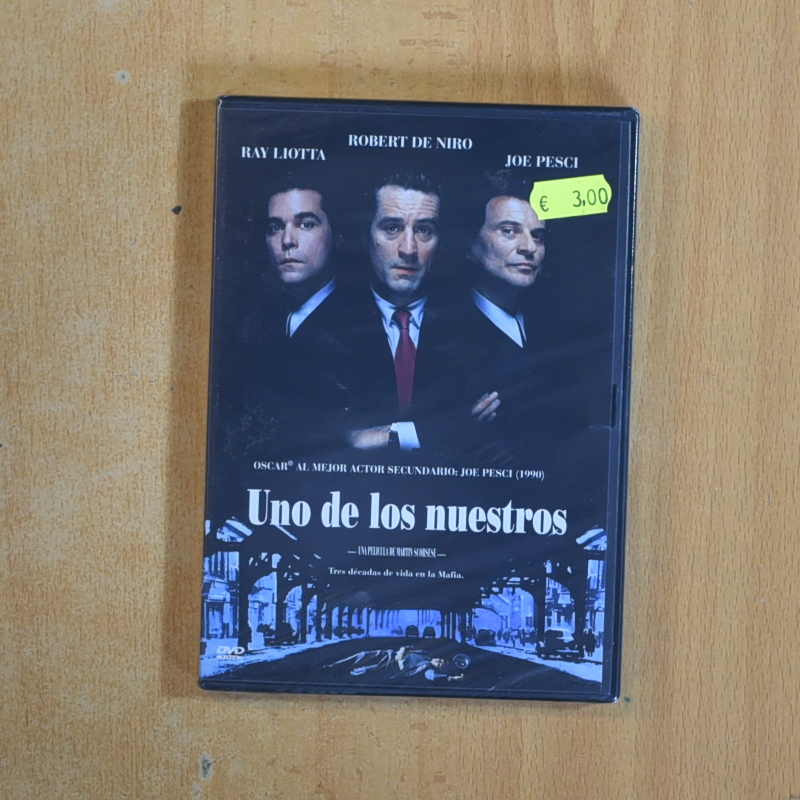 ROBERT DE NIRO
RAY LIOTTA
JOE PESCI
€ 3,00
OSCAR® AL MEJOR ACTOR SECUNDARIO: JOE PESCI (1990)
Uno de los nuestros
— UNA PELICULA DE MARTIN SCORSESE —
Tres décadas de vida en la Mafia.
DVD